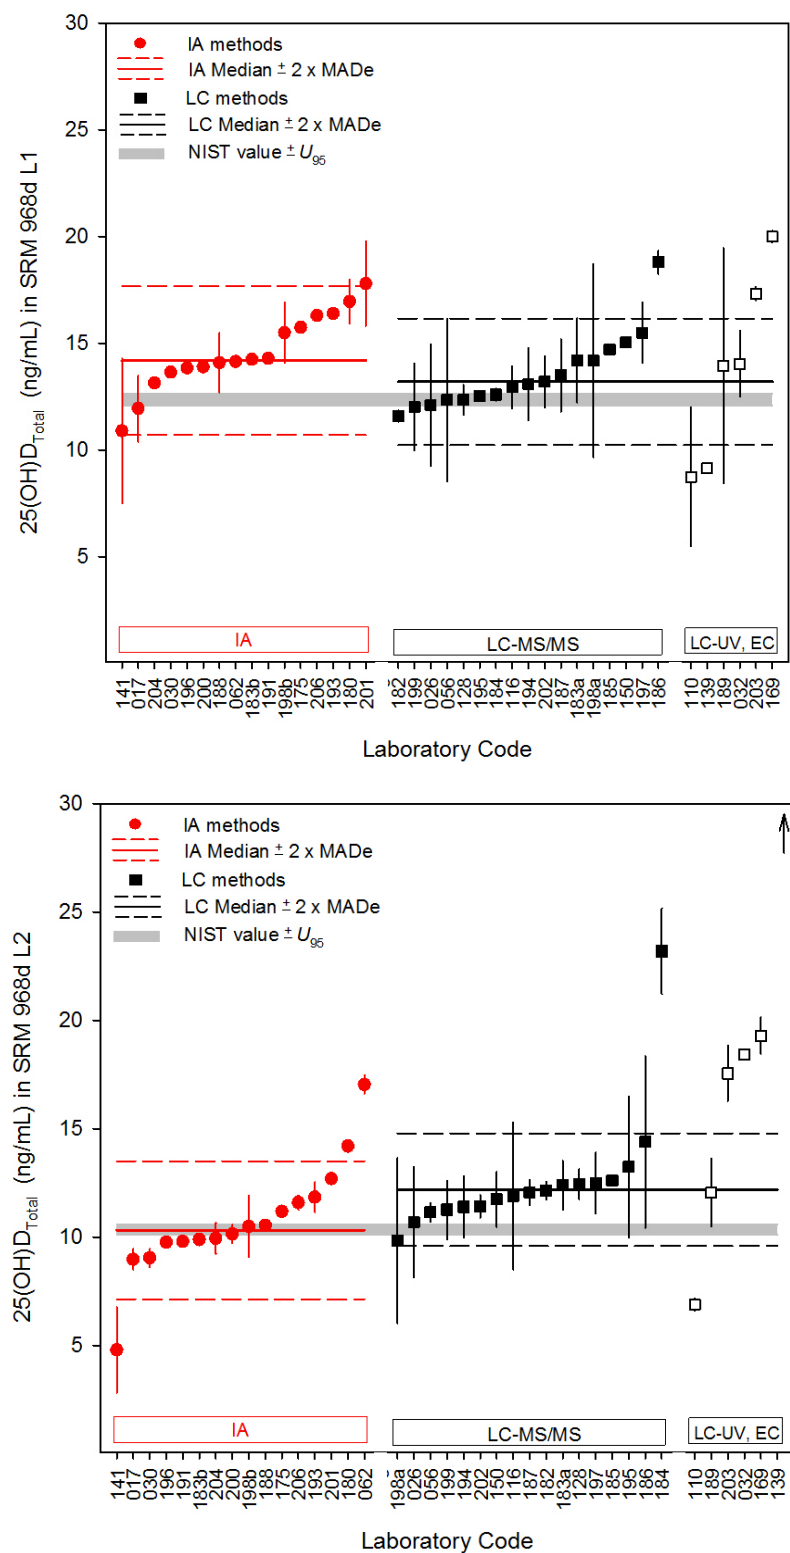 30
25
20
15
10
5
25(OH)D Total (ng/mL) in SRM 968d L1
IA methods
IA Median ± 2 x MADe
LC methods
LC Median ± 2 x MADe
NIST value ± U95
IA
LC-MS/MS
LC-UV, EC
141 017 204 030 196 200 188 062 183b 191 198b 175 206 193 180 201 182 199 026 056 128 195 184 116 194 202 187 183a 198a 185 150 197 186 110 139 189 032 203 169
Laboratory Code
30
25
20
15
10
5
25(OH)D Total (ng/mL) in SRM 968d L2
IA methods
IA Median ± 2 x MADe
LC methods
LC Median ± 2 x MADe
NIST value ± U95
IA
LC-MS/MS
LC-UV, EC
141 017 030 196 191 183b 204 200 198b 188 175 206 193 201 180 062 198a 026 056 199 194 202 150 116 187 182 183a 128 197 185 195 186 184 110 189 203 032 169 139
Laboratory Code